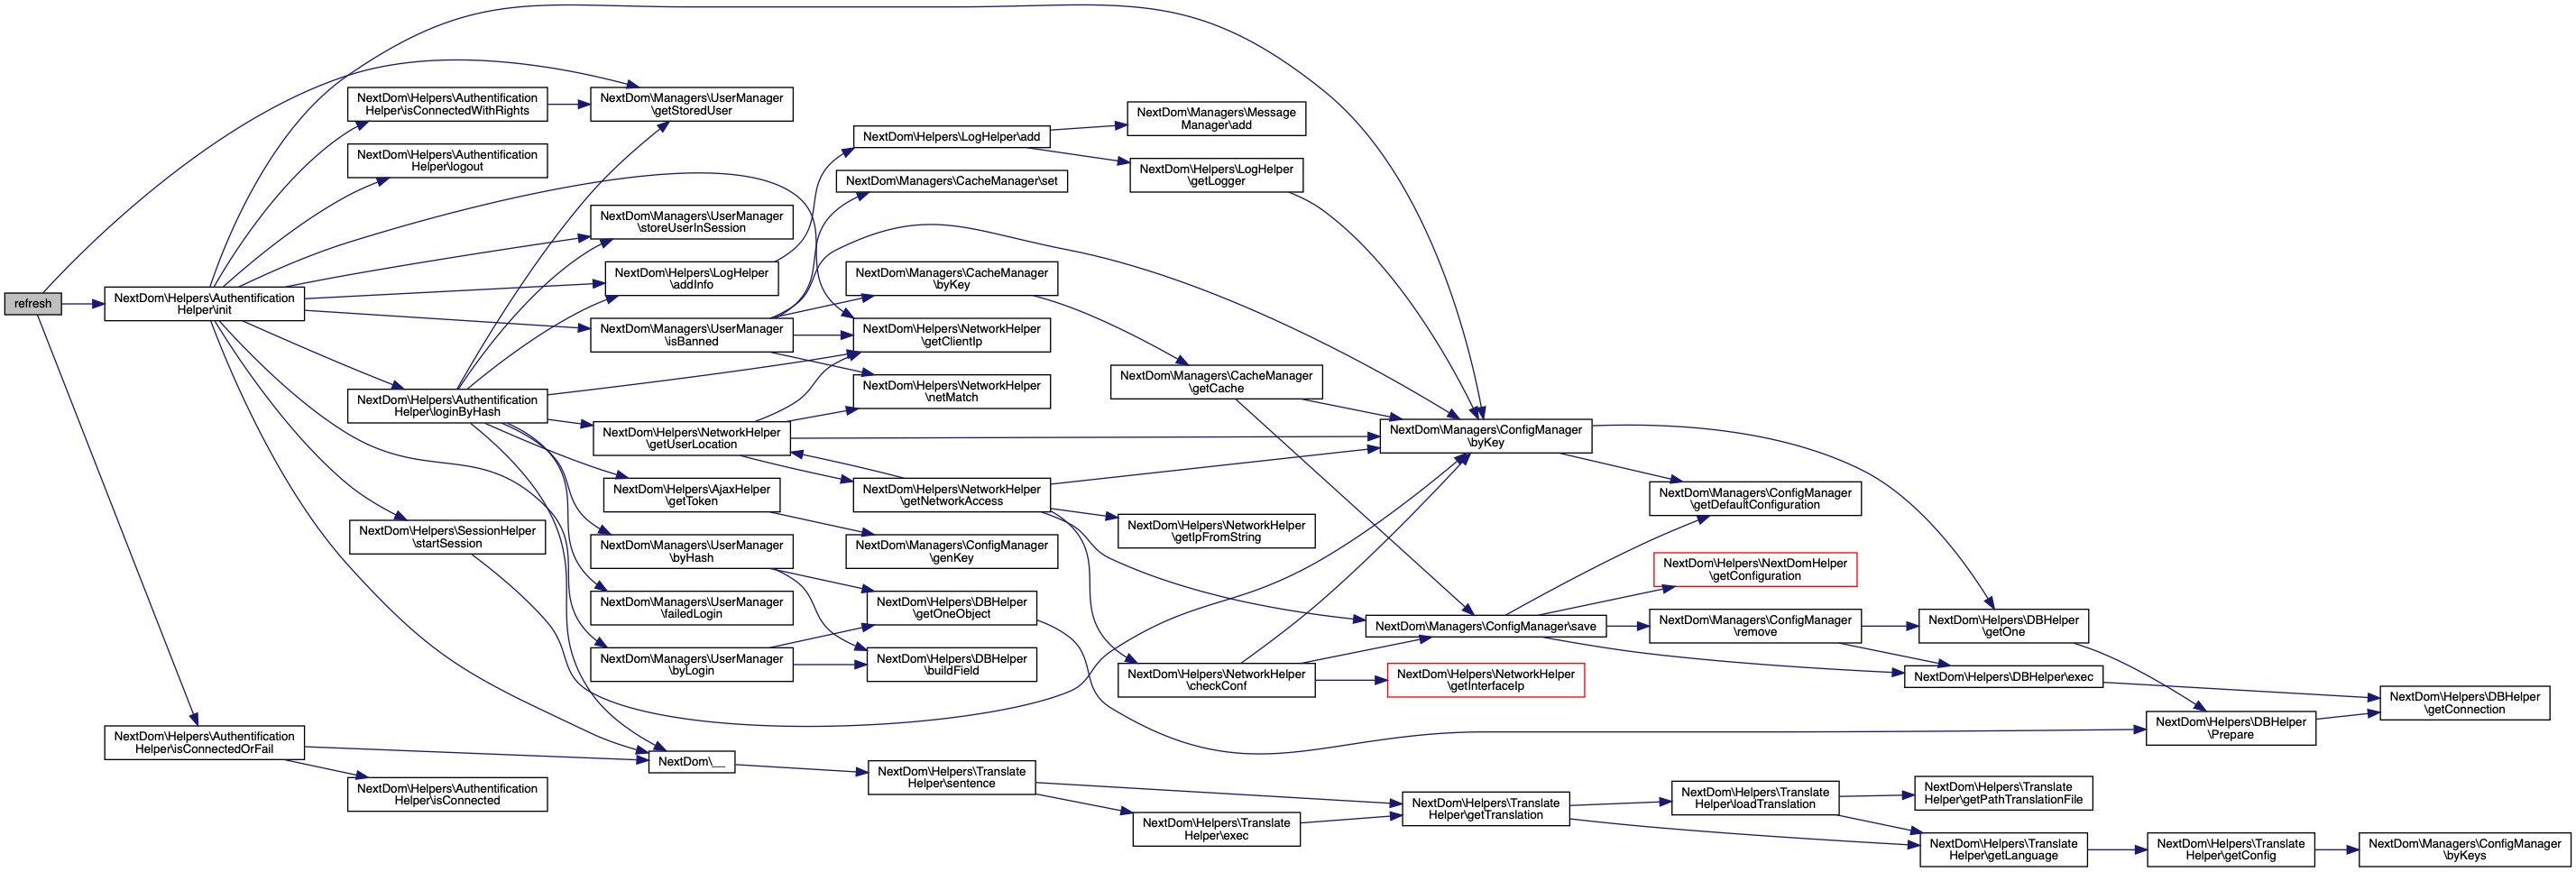 refresh
NextDom\Helpers\Authentification
Helper\init
NextDom\Helpers\Authentification
Helper\isConnectedOrFail
NextDom\Helpers\Authentification
Helper\isConnectedWithRights
NextDom\Helpers\Authentification
Helper\logout
NextDom\Helpers\Authentification
Helper\loginByHash
NextDom\Helpers\SessionHelper
\startSession
NextDom\Helpers\Authentification
Helper\isConnected
NextDom\Managers\UserManager
\getStoredUser
NextDom\Managers\UserManager
\storeUserInSession
NextDom\Helpers\LogHelper
\addInfo
NextDom\Managers\UserManager
\isBanned
NextDom\Helpers\NetworkHelper
\getUserLocation
NextDom\Helpers\AjaxHelper
\getToken
NextDom\Managers\UserManager
\byHash
NextDom\Managers\UserManager
\failedLogin
NextDom\Managers\UserManager
\byLogin
NextDom\__
NextDom\Helpers\LogHelper\add
NextDom\Managers\CacheManager\set
NextDom\Managers\CacheManager
\byKey
NextDom\Helpers\NetworkHelper
\getClientIp
NextDom\Helpers\NetworkHelper
\netMatch
NextDom\Helpers\NetworkHelper
\getNetworkAccess
NextDom\Managers\ConfigManager
\genKey
NextDom\Helpers\DBHelper
\getOneObject
NextDom\Helpers\DBHelper
\buildField
NextDom\Helpers\Translate
Helper\sentence
NextDom\Managers\Message
Manager\add
NextDom\Helpers\LogHelper
\getLogger
NextDom\Managers\CacheManager
\getCache
NextDom\Helpers\NetworkHelper
\getIpFromString
NextDom\Helpers\NetworkHelper
\checkConf
NextDom\Helpers\Translate
Helper\exec
NextDom\Managers\ConfigManager
\byKey
NextDom\Managers\ConfigManager\save
NextDom\Helpers\NetworkHelper
\getInterfaceIp
NextDom\Helpers\Translate
Helper\getTranslation
NextDom\Managers\ConfigManager
\getDefaultConfiguration
NextDom\Helpers\NextDomHelper
\getConfiguration
NextDom\Managers\ConfigManager
\remove
NextDom\Helpers\Translate
Helper\loadTranslation
NextDom\Helpers\DBHelper
\getOne
NextDom\Helpers\DBHelper\exec
NextDom\Helpers\Translate
Helper\getPathTranslationFile
NextDom\Helpers\Translate
Helper\getLanguage
NextDom\Helpers\DBHelper
\Prepare
NextDom\Helpers\Translate
Helper\getConfig
NextDom\Helpers\DBHelper
\getConnection
NextDom\Managers\ConfigManager
\byKeys